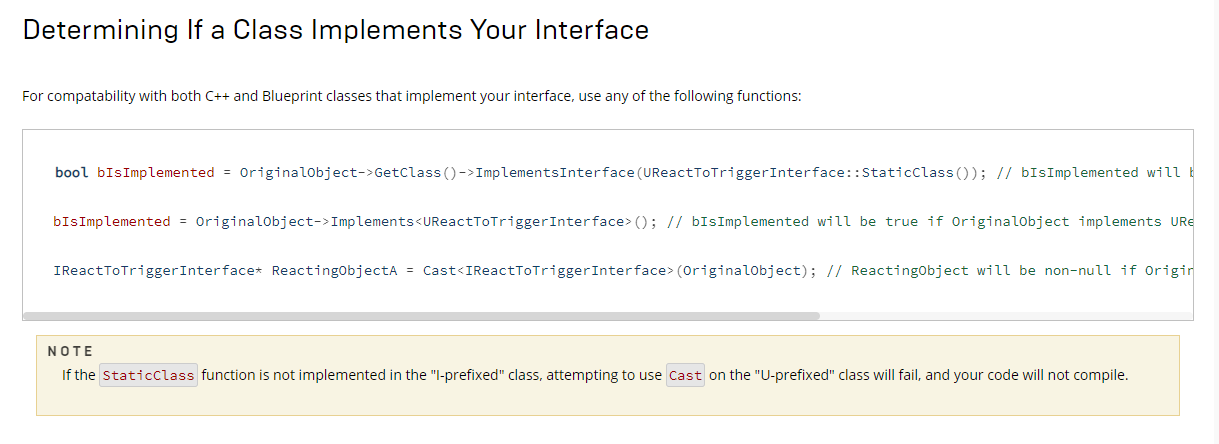 Determining If a Class Implements Your Interface
For compatability with both C++ and Blueprint classes that implement your interface, use any of the following functions:
bool bIsImplemented = OriginalObject->GetClass()->ImplementsInterface(UReactToTriggerInterface::StaticClass()); // bIsImplemented will
bIsImplemented = OriginalObject->Implements<UReactToTriggerInterface>(); // bIsImplemented will be true if OriginalObject implements URe
IReactToTriggerInterface* ReactingObjectA = Cast<IReactToTriggerInterface>(OriginalObject); // ReactingObject will be non-null if Origin
NOTE
If the StaticClass function is not implemented in the "I-prefixed" class, attempting to use Cast on the "U-prefixed" class will fail, and your code will not compile.